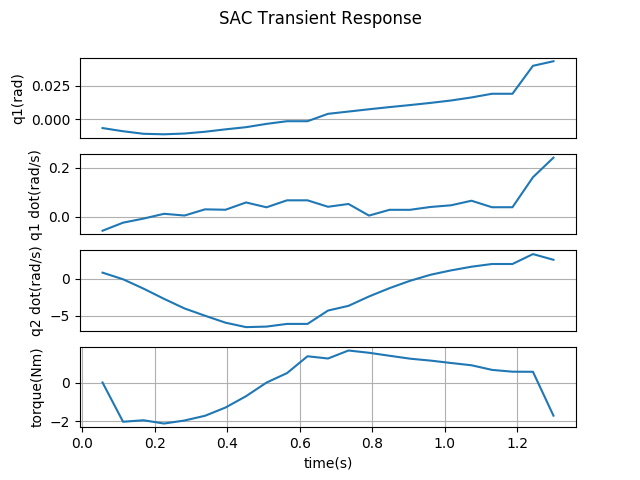 SAC Transient Response
q1(rad)
0.025
0.000
q1 dot(rad/s)
0.2
0.0
q2 dot(rad/s)
0
−5
torque(Nm)
0
−2
0.0 0.2 0.4 0.6 0.8 1.0 1.2
time(s)